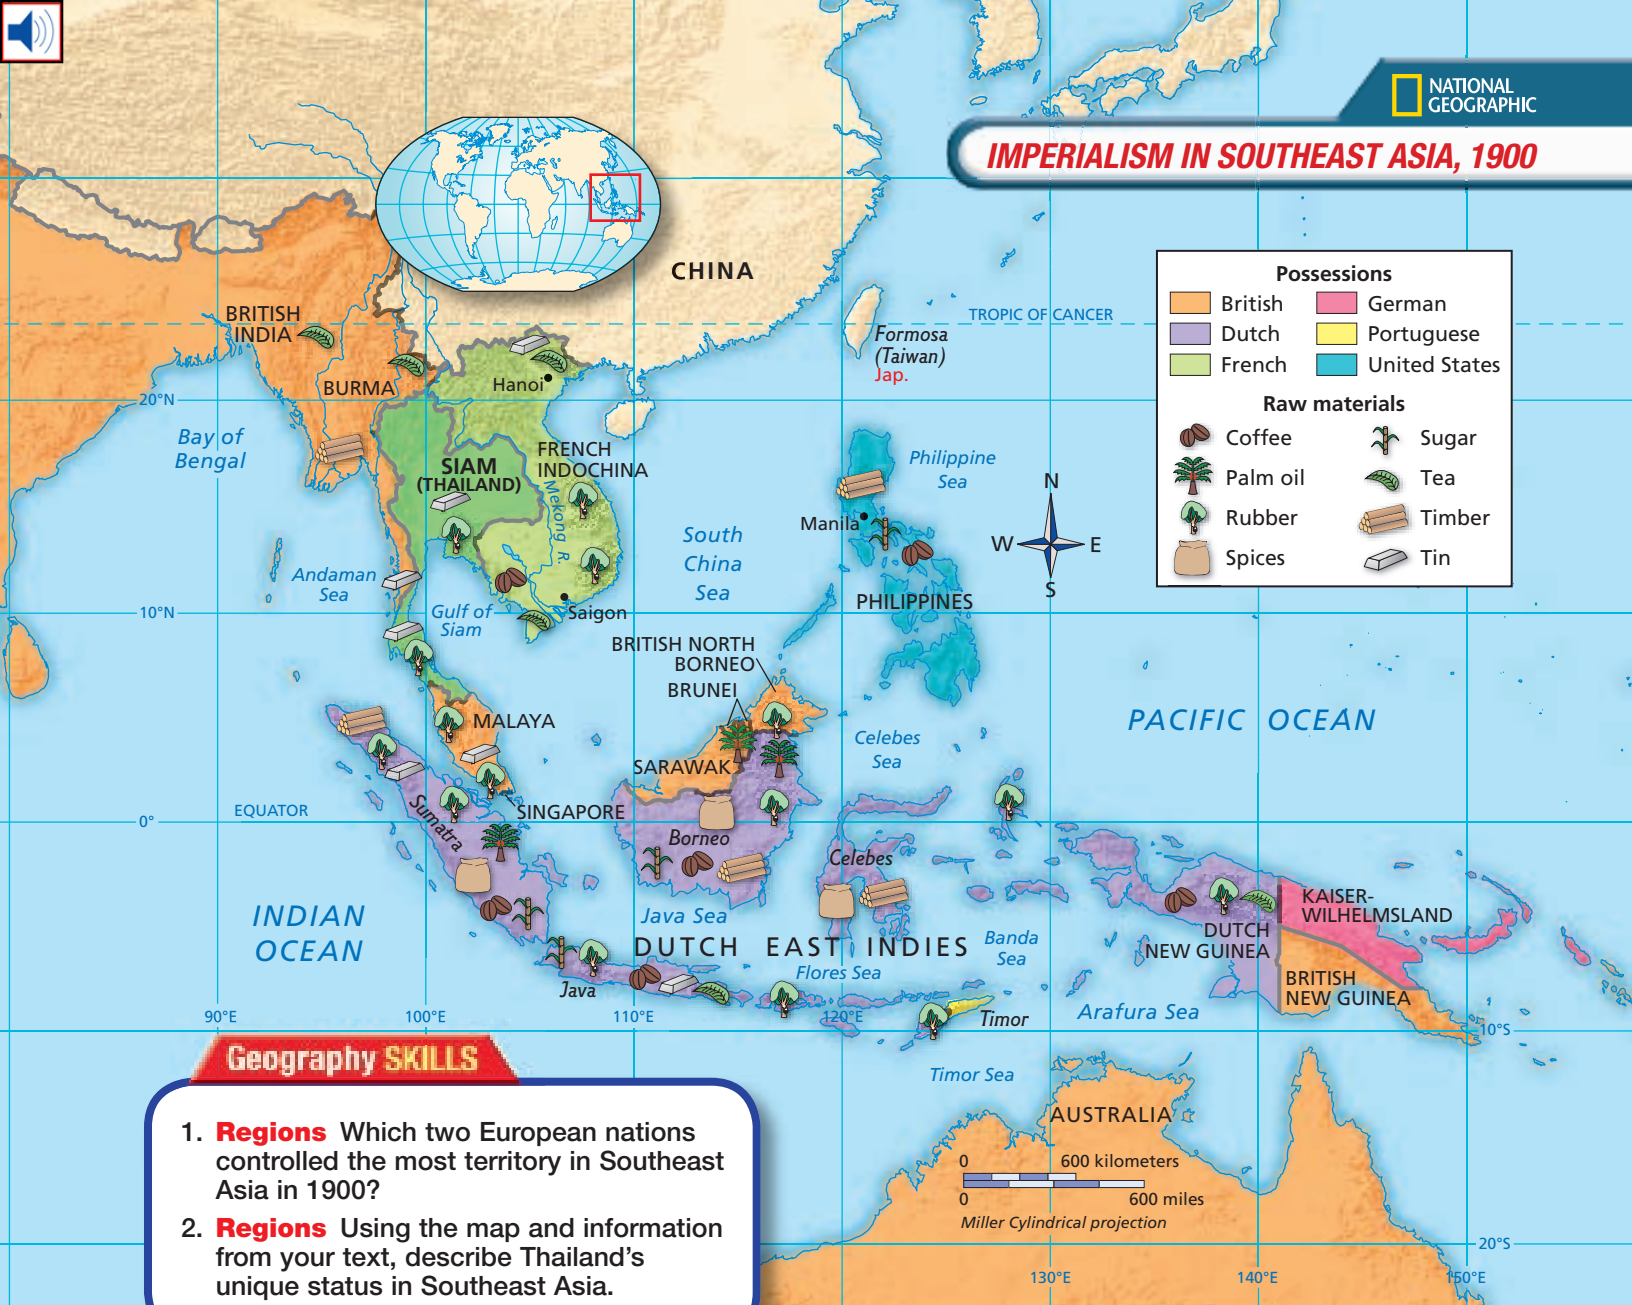 NATIONAL
GEOGRAPHIC
IMPERIALISM IN SOUTHEAST ASIA, 1900
Possessions
British
German
Dutch
Portuguese
French
United States
Raw materials
Coffee
Sugar
Palm oil
Tea
Rubber
Timber
Spices
Tin
CHINA
TROPIC OF CANCER
BRITISH
INDIA
Formosa
(Taiwan)
Jap.
BURMA
Hanoi
20°N
Bay of
Bengal
FRENCH
INDOCHINA
SIAM
(THAILAND)
Mekong R.
Philippine
Sea
Manila
South
China
Sea
N
W
E
S
Andaman
Sea
Gulf of
Siam
10°N
Saigon
PHILIPPINES
BRITISH NORTH
BORNEO
BRUNEI
MALAYA
PACIFIC OCEAN
Celebes
Sea
SARAWAK
EQUATOR
SINGAPORE
0°
Sumatra
Borneo
Celebes
INDIAN
OCEAN
Java Sea
DUTCH EAST INDIES
Banda
Sea
KAISER-
WILHELMSLAND
DUTCH
NEW GUINEA
Flores Sea
BRITISH
NEW GUINEA
Java
Timor
Arafura Sea
90°E
100°E
110°E
120°E
10°S
Timor Sea
AUSTRALIA
0
600 kilometers
0
600 miles
Miller Cylindrical projection
20°S
130°E
140°E
150°E
Geography SKILLS
1. Regions Which two European nations
controlled the most territory in Southeast
Asia in 1900?
2. Regions Using the map and information
from your text, describe Thailand's
unique status in Southeast Asia.